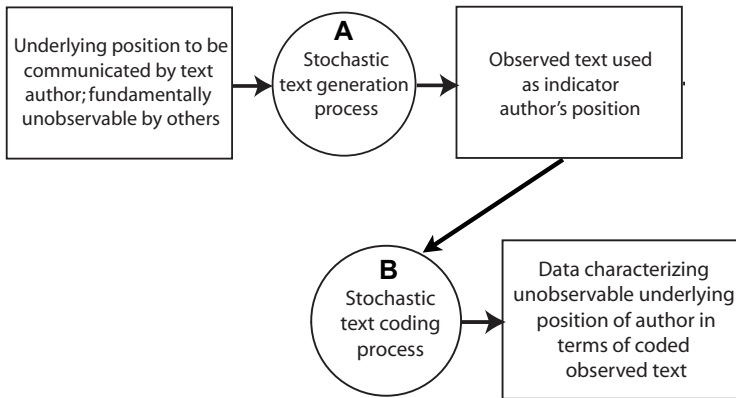 Underlying position to be
communicated by text
author; fundamentally
unobservable by others
A
Stochastic
text generation
process
Observed text used
as indicator
author's position
B
Stochastic
text coding
process
Data characterizing
unobservable underlying
position of author in
terms of coded
observed text